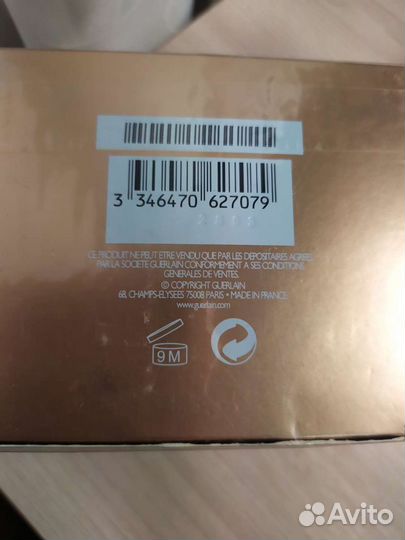 3 346470 627079
CE PRODUIT NE PEUT ETRE VENDU QUE PAR LES DEPOSITAIRES AGREES
PAR LA SOCIETE GUERLAIN CONFORMEMENT A SES CONDITIONS
GENERALES DE VENTES.
© COPYRIGHT GUERLAIN
68, CHAMPS-ELYSEES 75008 PARIS • MADE IN FRANCE
www.guerlain.com
9M
Avito